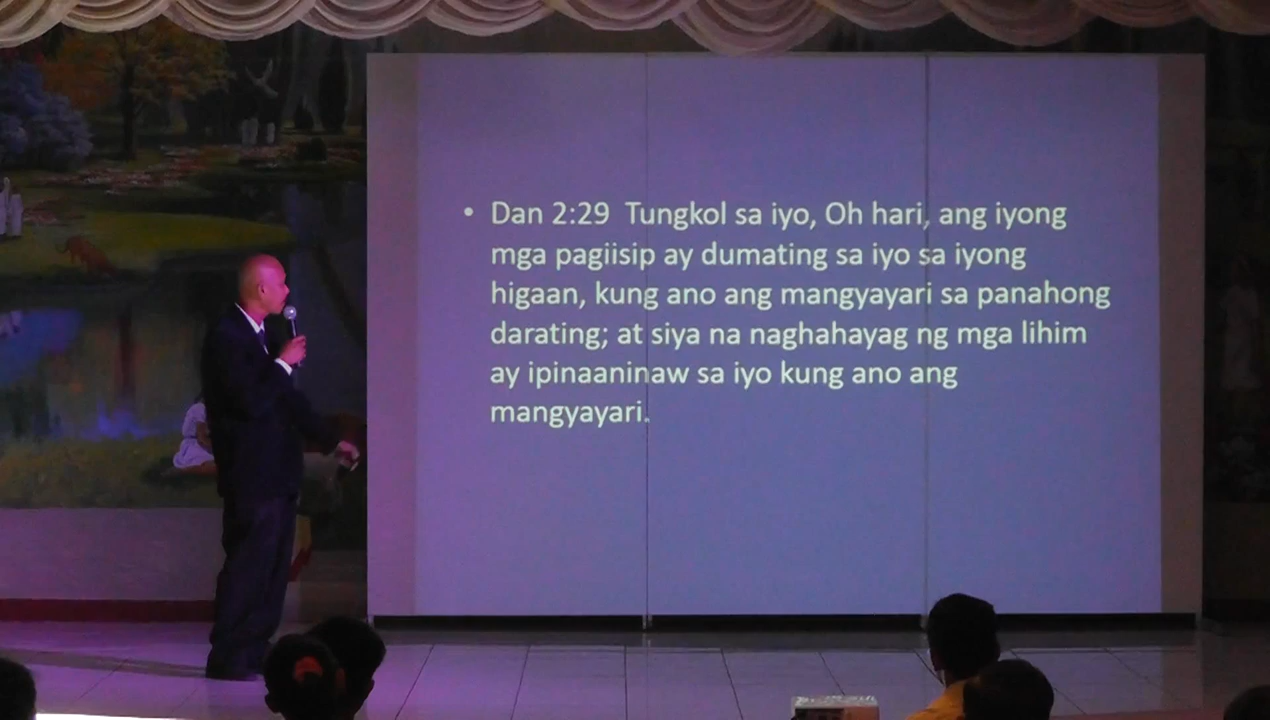 • Dan 2:29  Tungkol sa iyo, Oh hari, ang iyong
mga pagiisip ay dumating sa iyo sa iyong
higaan, kung ano ang mangyayari sa panahong
darating; at siya na naghahayag ng mga lihim
ay ipinaaninaw sa iyo kung ano ang
mangyayari.